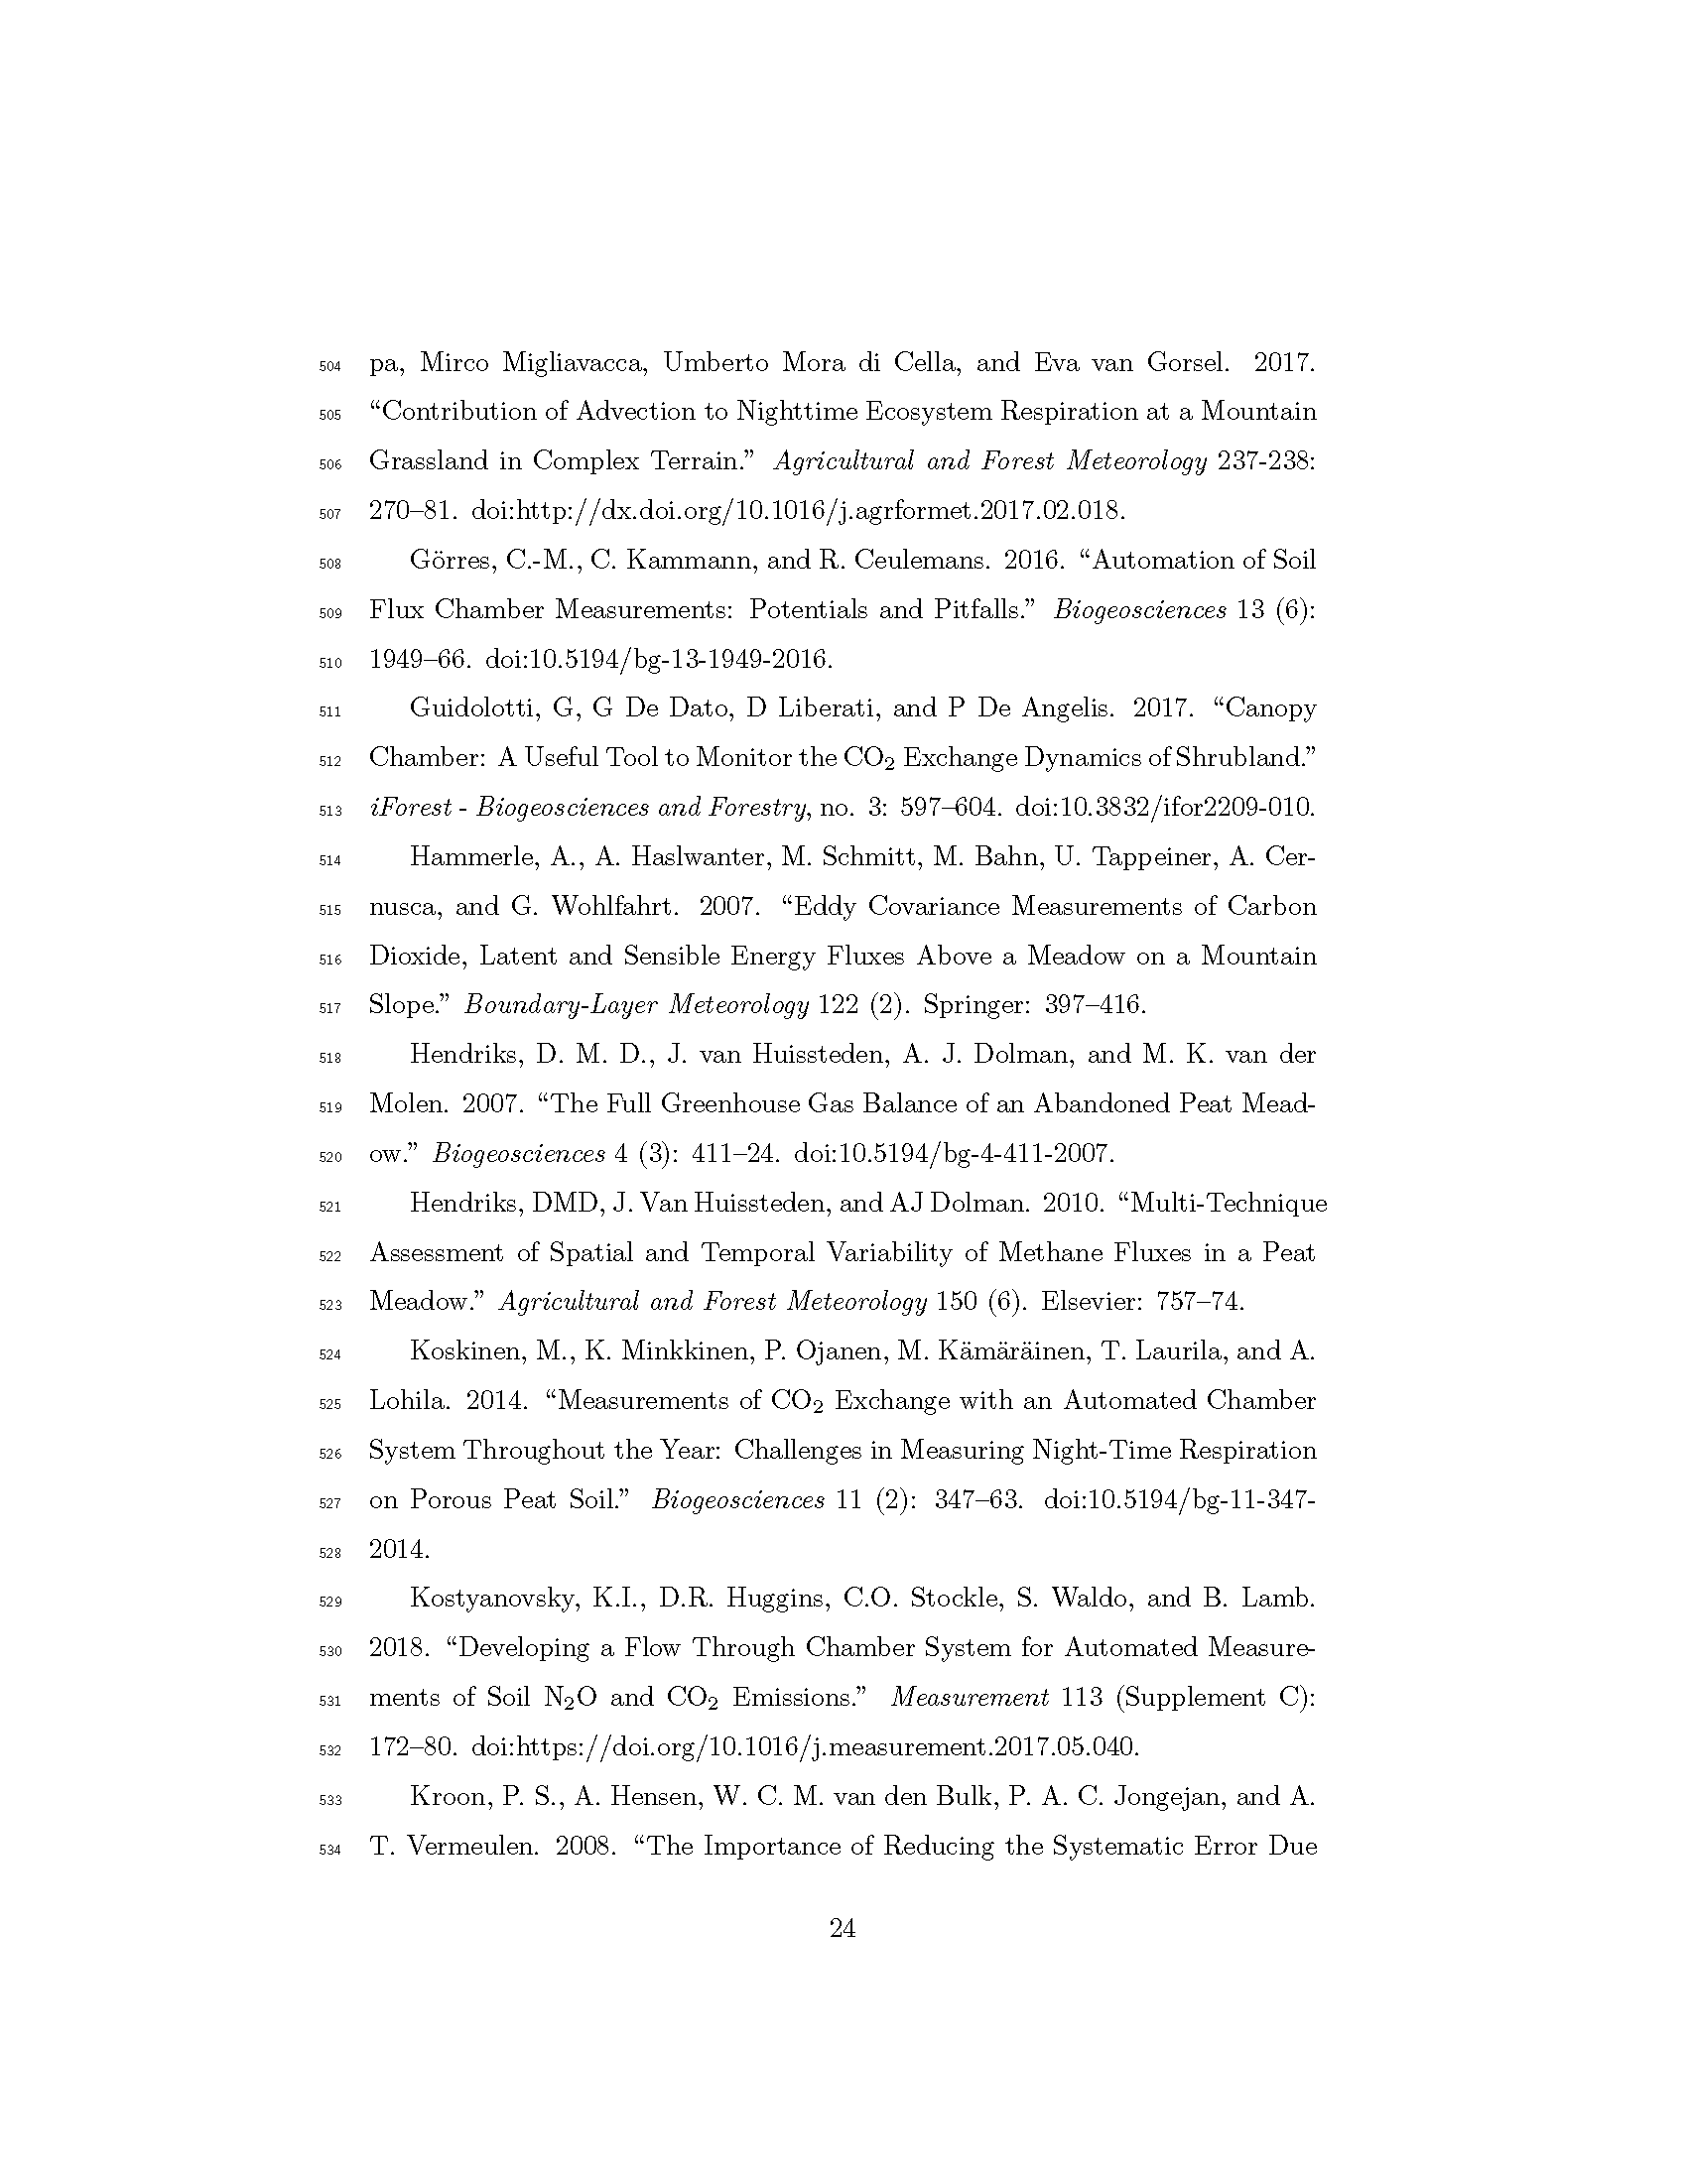 504 pa, Mirco Migliavacca, Umberto Mora di Cella, and Eva van Gorsel. 2017.
505 “Contribution of Advection to Nighttime Ecosystem Respiration at a Mountain
506 Grassland in Complex Terrain.” Agricultural and Forest Meteorology 237-238:
507 270–81. doi:http://dx.doi.org/10.1016/j.agrformet.2017.02.018.
508 Görres, C.-M., C. Kammann, and R. Ceulemans. 2016. “Automation of Soil
509 Flux Chamber Measurements: Potentials and Pitfalls.” Biogeosciences 13 (6):
510 1949–66. doi:10.5194/bg-13-1949-2016.
511 Guidolotti, G, G De Dato, D Liberati, and P De Angelis. 2017. “Canopy
512 Chamber: A Useful Tool to Monitor the CO₂ Exchange Dynamics of Shrubland.”
513 iForest - Biogeosciences and Forestry, no. 3: 597–604. doi:10.3832/ifor2209-010.
514 Hammerle, A., A. Haslwanter, M. Schmitt, M. Bahn, U. Tappeiner, A. Cer-
515 nusca, and G. Wohlfahrt. 2007. “Eddy Covariance Measurements of Carbon
516 Dioxide, Latent and Sensible Energy Fluxes Above a Meadow on a Mountain
517 Slope.” Boundary-Layer Meteorology 122 (2). Springer: 397–416.
518 Hendriks, D. M. D., J. van Huissteden, A. J. Dolman, and M. K. van der
519 Molen. 2007. “The Full Greenhouse Gas Balance of an Abandoned Peat Mead-
520 ow.” Biogeosciences 4 (3): 411–24. doi:10.5194/bg-4-411-2007.
521 Hendriks, DMD, J. Van Huissteden, and AJ Dolman. 2010. “Multi-Technique
522 Assessment of Spatial and Temporal Variability of Methane Fluxes in a Peat
523 Meadow.” Agricultural and Forest Meteorology 150 (6). Elsevier: 757–74.
524 Koskinen, M., K. Minkkinen, P. Ojanen, M. Kämäräinen, T. Laurila, and A.
525 Lohila. 2014. “Measurements of CO₂ Exchange with an Automated Chamber
526 System Throughout the Year: Challenges in Measuring Night-Time Respiration
527 on Porous Peat Soil.” Biogeosciences 11 (2): 347–63. doi:10.5194/bg-11-347-
528 2014.
529 Kostyanovsky, K.I., D.R. Huggins, C.O. Stockle, S. Waldo, and B. Lamb.
530 2018. “Developing a Flow Through Chamber System for Automated Measure-
531 ments of Soil N₂O and CO₂ Emissions.” Measurement 113 (Supplement C):
532 172–80. doi:https://doi.org/10.1016/j.measurement.2017.05.040.
533 Kroon, P. S., A. Hensen, W. C. M. van den Bulk, P. A. C. Jongejan, and A.
534 T. Vermeulen. 2008. “The Importance of Reducing the Systematic Error Due
24